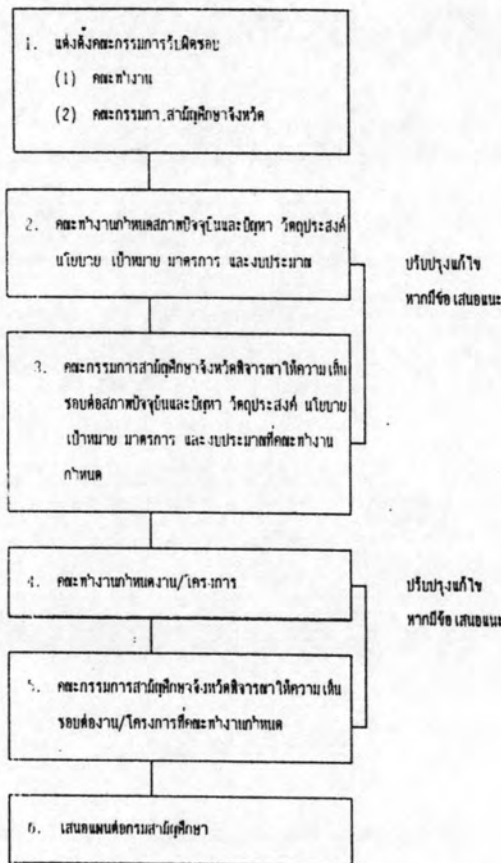 1. แต่งตั้งคณะกรรมการรับผิดชอบ
(1) คณะทำงาน
(2) คณะกรรมกา.สามัญศึกษาจังหวัด
2. คณะทำงานกำหนดสภาพปัจจุบันและปัญหา วัตถุประสงค์
นโยบาย เป้าหมาย มาตรการ และงบประมาณ
ปรับปรุงแก้ไข
หากมีข้อเสนอแนะ
3. คณะกรรมการสามัญศึกษาจังหวัดพิจารณาให้ความเห็น
ชอบต่อสภาพปัจจุบันและปัญหา วัตถุประสงค์ นโยบาย
เป้าหมาย มาตรการ และงบประมาณที่คณะทำงาน
กำหนด
4. คณะทำงานกำหนดงาน/โครงการ
ปรับปรุงแก้ไข
หากมีข้อเสนอแนะ
5. คณะกรรมการสามัญศึกษาจังหวัดพิจารณาให้ความเห็น
ชอบต่องาน/โครงการที่คณะทำงานกำหนด
6. เสนอแผนต่อกรมสามัญศึกษา